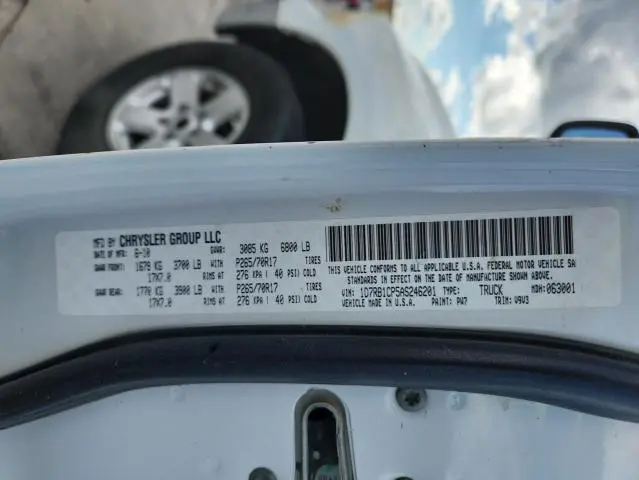 MFD BY CHRYSLER GROUP LLC
DATE OF MFR: 6-10 GVWR: 3085 KG 6800 LB
GAWR FRONT: 1679 KG 3700 LB WITH P265/70R17 TIRES
17X7.0 RIMS AT 276 KPA ( 40 PSI) COLD
GAWR REAR: 1770 KG 3900 LB WITH P265/70R17 TIRES
17X7.0 RIMS AT 276 KPA ( 40 PSI) COLD
THIS VEHICLE CONFORMS TO ALL APPLICABLE U.S.A. FEDERAL MOTOR VEHICLE SA
STANDARDS IN EFFECT ON THE DATE OF MANUFACTURE SHOWN ABOVE
VIN: 1D7RB1CP5AS246201 TYPE: TRUCK MDH: 063001
VEHICLE MADE IN U.S.A. PAINT: PW7 TRIM: V9V3